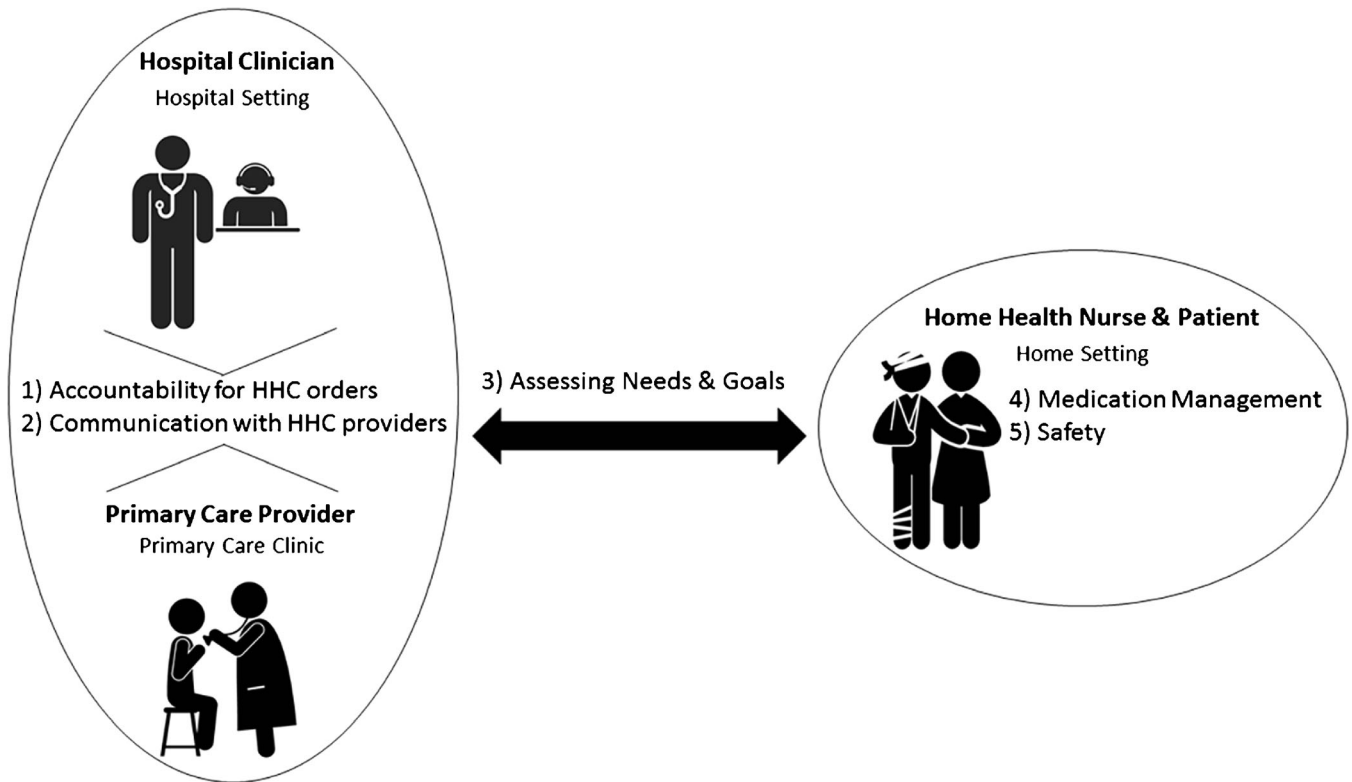 Hospital Clinician
Hospital Setting
1) Accountability for HHC orders
2) Communication with HHC providers
Primary Care Provider
Primary Care Clinic
3) Assessing Needs & Goals
Home Health Nurse & Patient
Home Setting
4) Medication Management
5) Safety